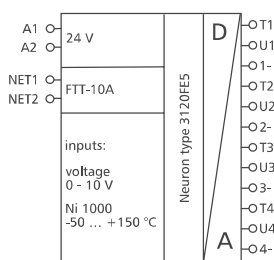 A1
A2
24 V
NET1
NET2
FTT-10A
inputs:
voltage
0 - 10 V
Ni 1000
-50 ... +150 °C
Neuron type 3120FE5
D
A
T1
U1
1-
T2
U2
2-
T3
U3
3-
T4
U4
4-